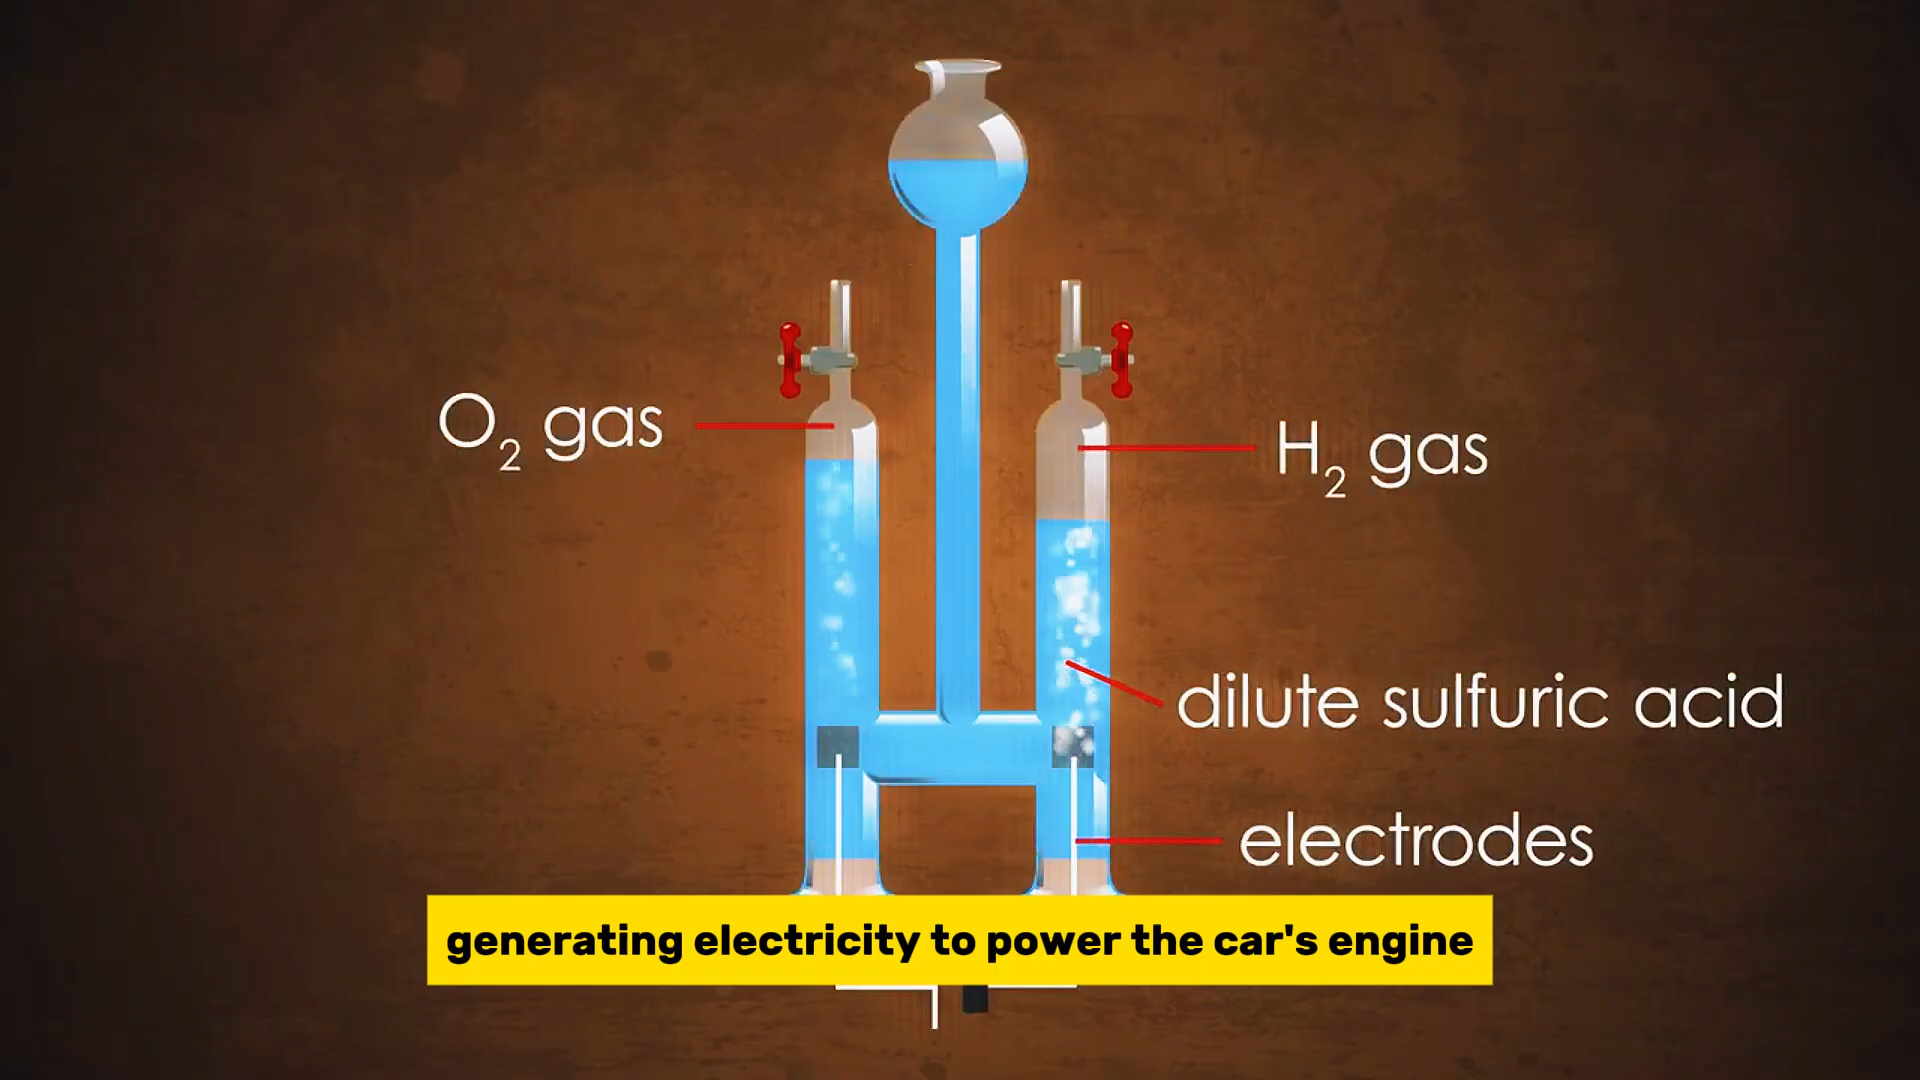 O₂ gas
H₂ gas
dilute sulfuric acid
electrodes
generating electricity to power the car's engine